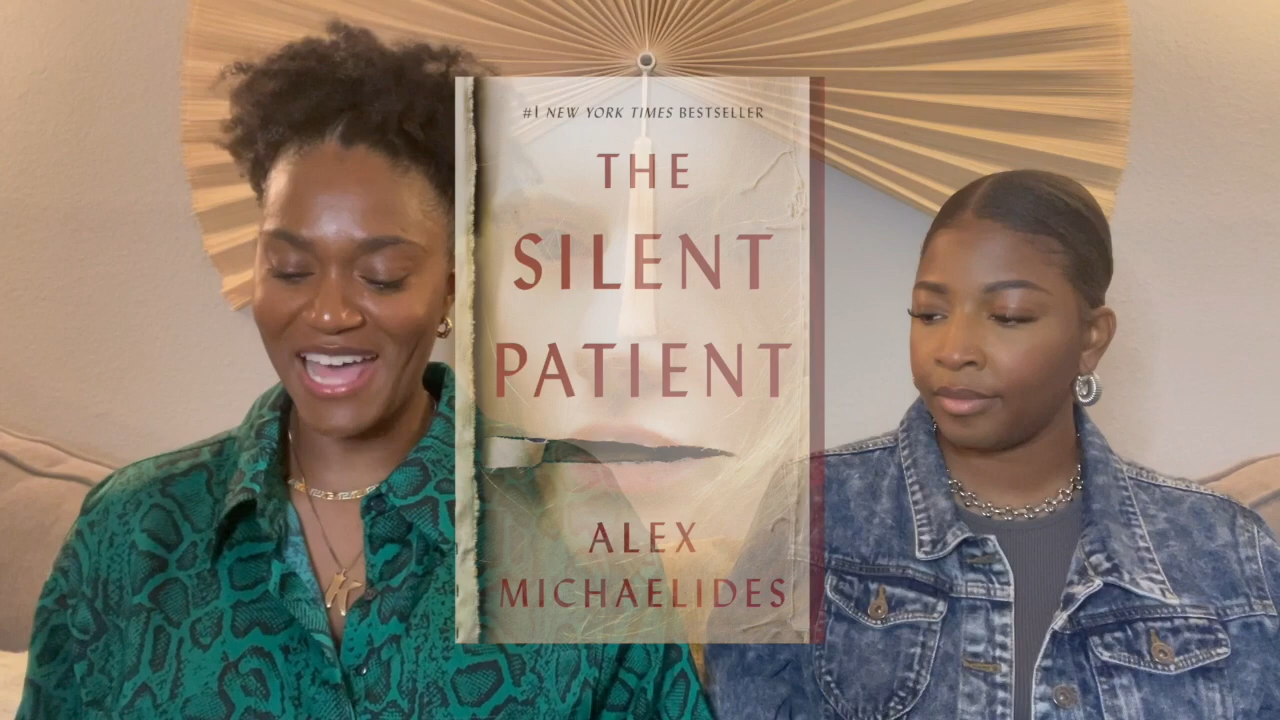 #1 NEW YORK TIMES BESTSELLER
THE
SILENT
PATIENT
ALEX
MICHAELIDES
K